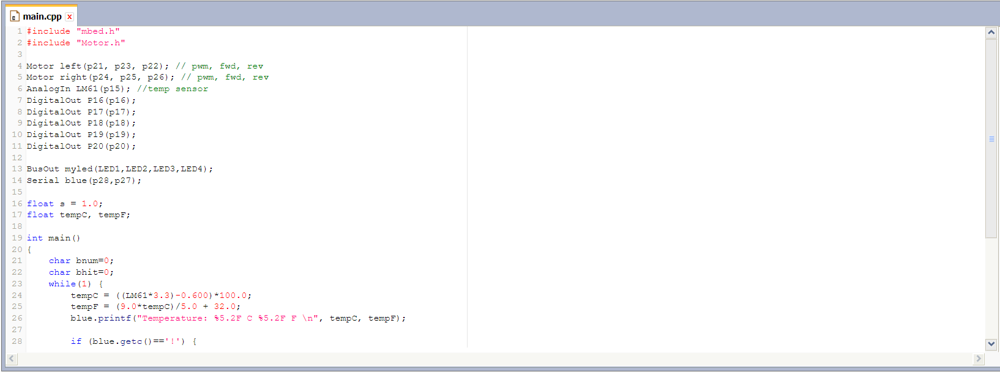 main.cpp x
1 #include "mbed.h"
2 #include "Motor.h"
3
4 Motor left(p21, p23, p22); // pwm, fwd, rev
5 Motor right(p24, p25, p26); // pwm, fwd, rev
6 AnalogIn LM61(p15); //temp sensor
7 DigitalOut P16(p16);
8 DigitalOut P17(p17);
9 DigitalOut P18(p18);
10 DigitalOut P19(p19);
11 DigitalOut P20(p20);
12
13 BusOut myled(LED1,LED2,LED3,LED4);
14 Serial blue(p28,p27);
15
16 float s = 1.0;
17 float tempC, tempF;
18
19 int main()
20 {
21     char bnum=0;
22     char bhit=0;
23     while(1) {
24         tempC = ((LM61*3.3)-0.600)*100.0;
25         tempF = (9.0*tempC)/5.0 + 32.0;
26         blue.printf("Temperature: %5.2F C %5.2F F \n", tempC, tempF);
27
28         if (blue.getc()=='!') {